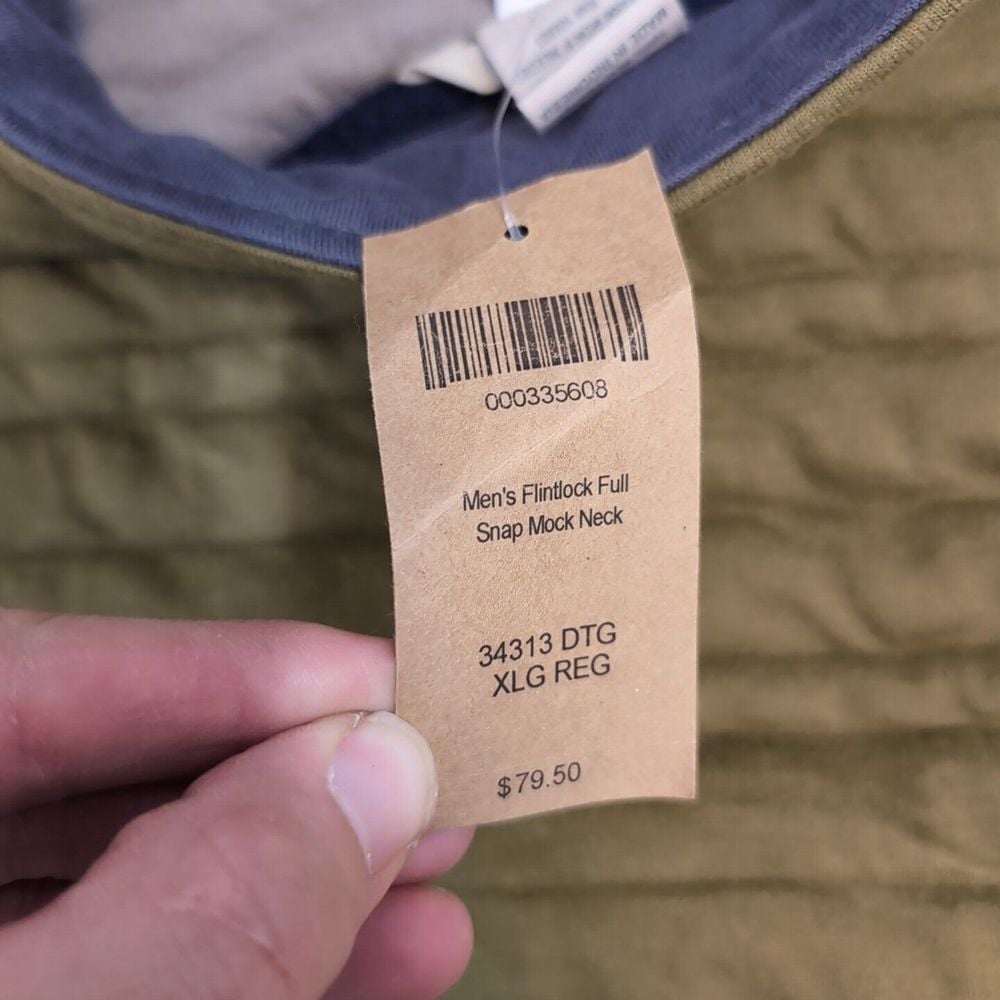 000335608
Men's Flintlock Full
Snap Mock Neck
34313 DTG
XLG REG
$79.50